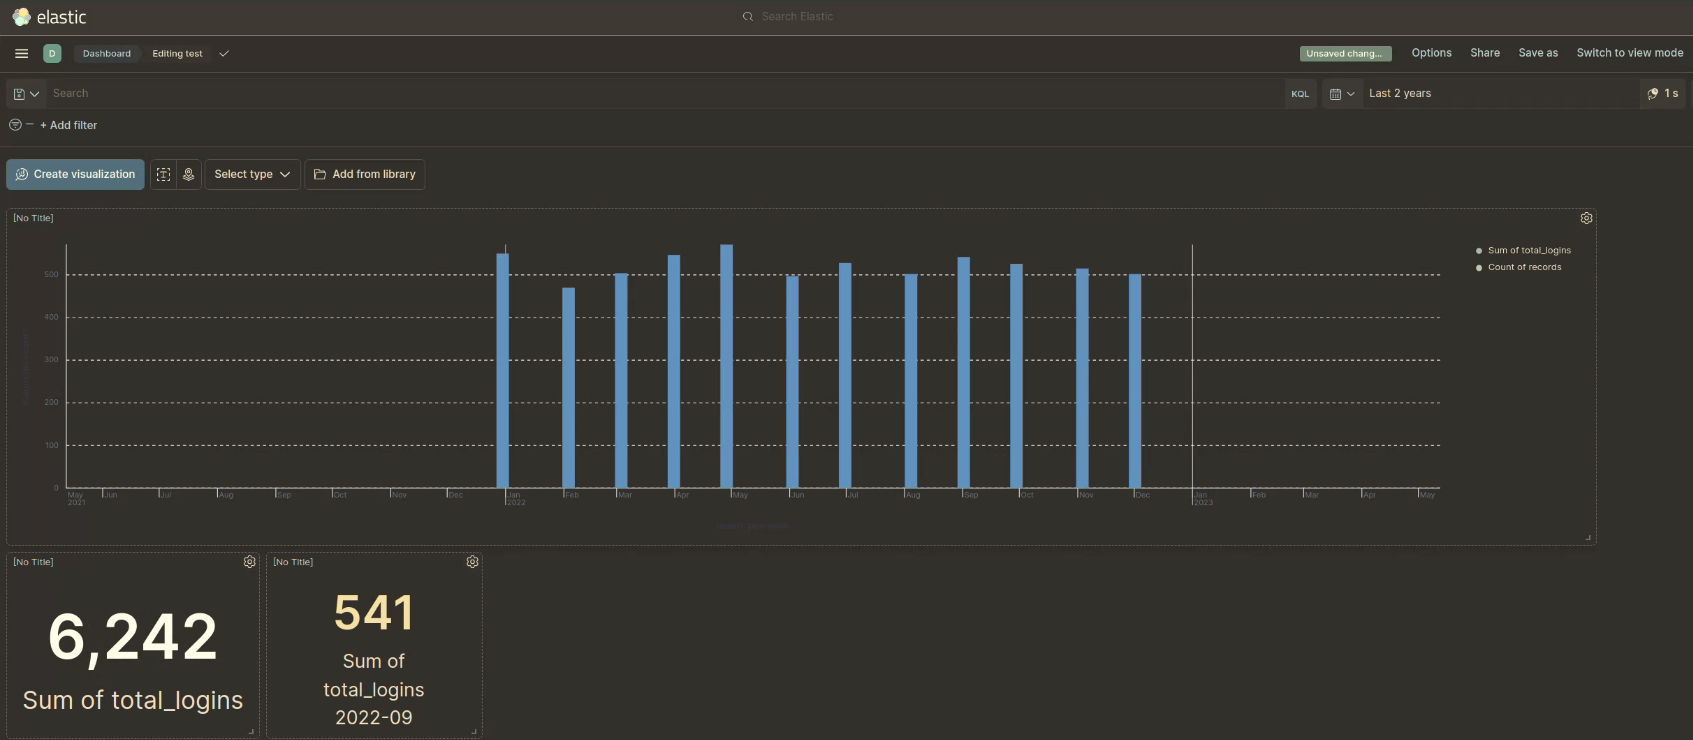 elastic
Search Elastic
D
Dashboard
Editing test
Unsaved chang...
Options
Share
Save as
Switch to view mode
Search
KQL
Last 2 years
1 s
+ Add filter
Create visualization
Select type
Add from library
[No Title]
500
400
300
200
100
0
Sum of total_logins
Count of records
May
2021
Jun
Jul
Aug
Sep
Oct
Nov
Dec
Jan
2022
Feb
Mar
Apr
May
Jun
Jul
Aug
Sep
Oct
Nov
Dec
Jan
2023
Feb
Mar
Apr
May
[No Title]
6,242
Sum of total_logins
[No Title]
541
Sum of
total_logins
2022-09